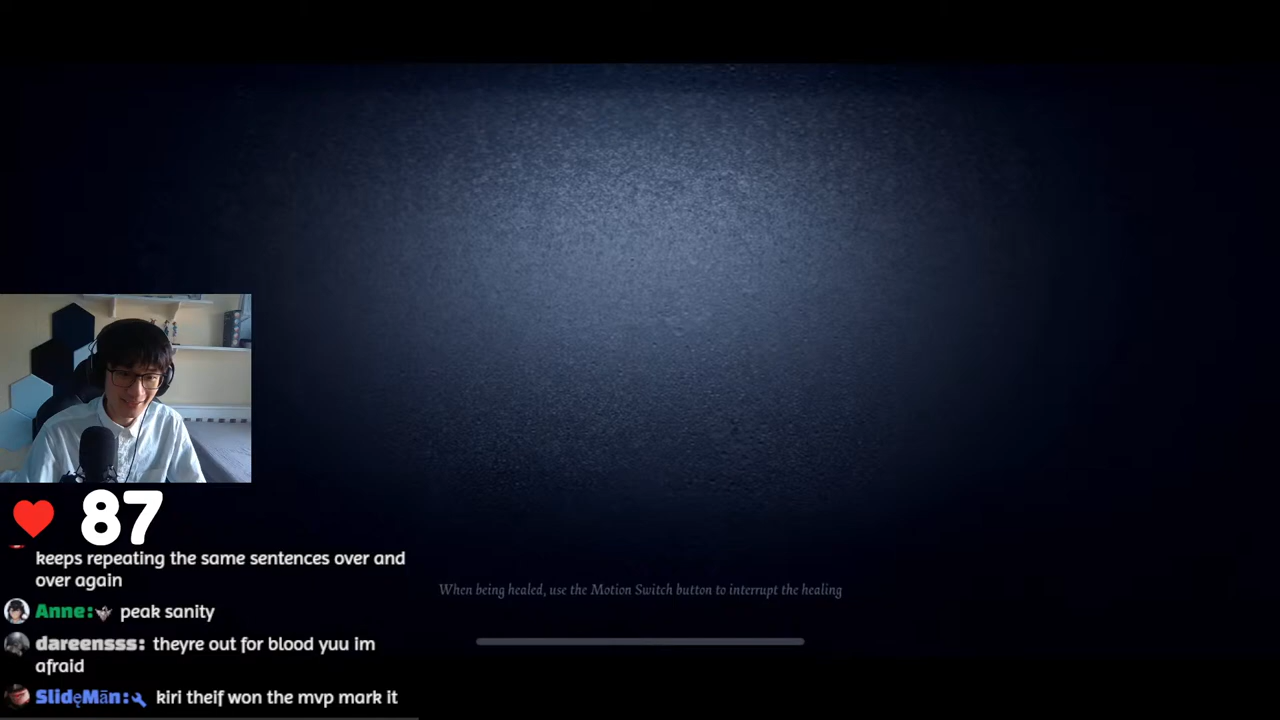 87
keeps repeating the same sentences over and
over again
Anne: peak sanity
dareensss: theyre out for blood yuu im
afraid
SlidęMān: kiri theif won the mvp mark it
When being healed, use the Motion Switch button to interrupt the healing